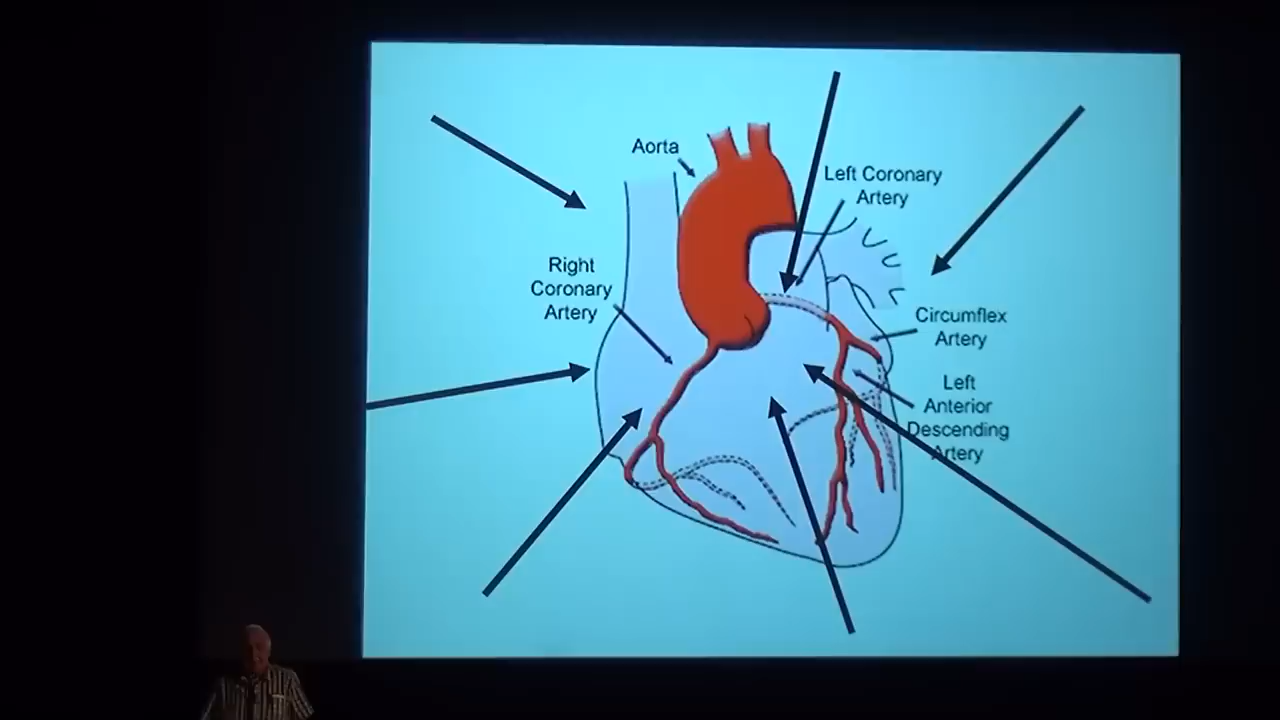 Aorta
Left Coronary
Artery
Right
Coronary
Artery
Circumflex
Artery
Left
Anterior
Descending
Artery